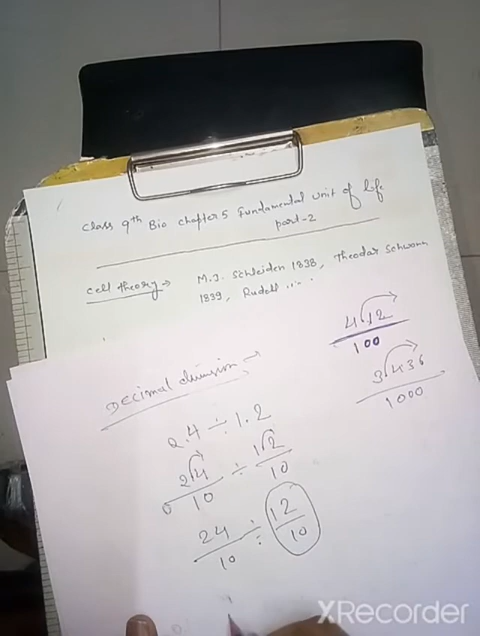 Class 9th Bio Chapter 5 Fundamental Unit of life
part-2
Cell theory → M.J. Schleiden 1838, Theodar Schwann
1839, Rudolf
4.12
100
3.436
1000
Decimal division →
2.4 ÷ 1.2
2.4 ÷ 1.2
10 10
24 ÷ 12
10 ÷ 10
XRecorder